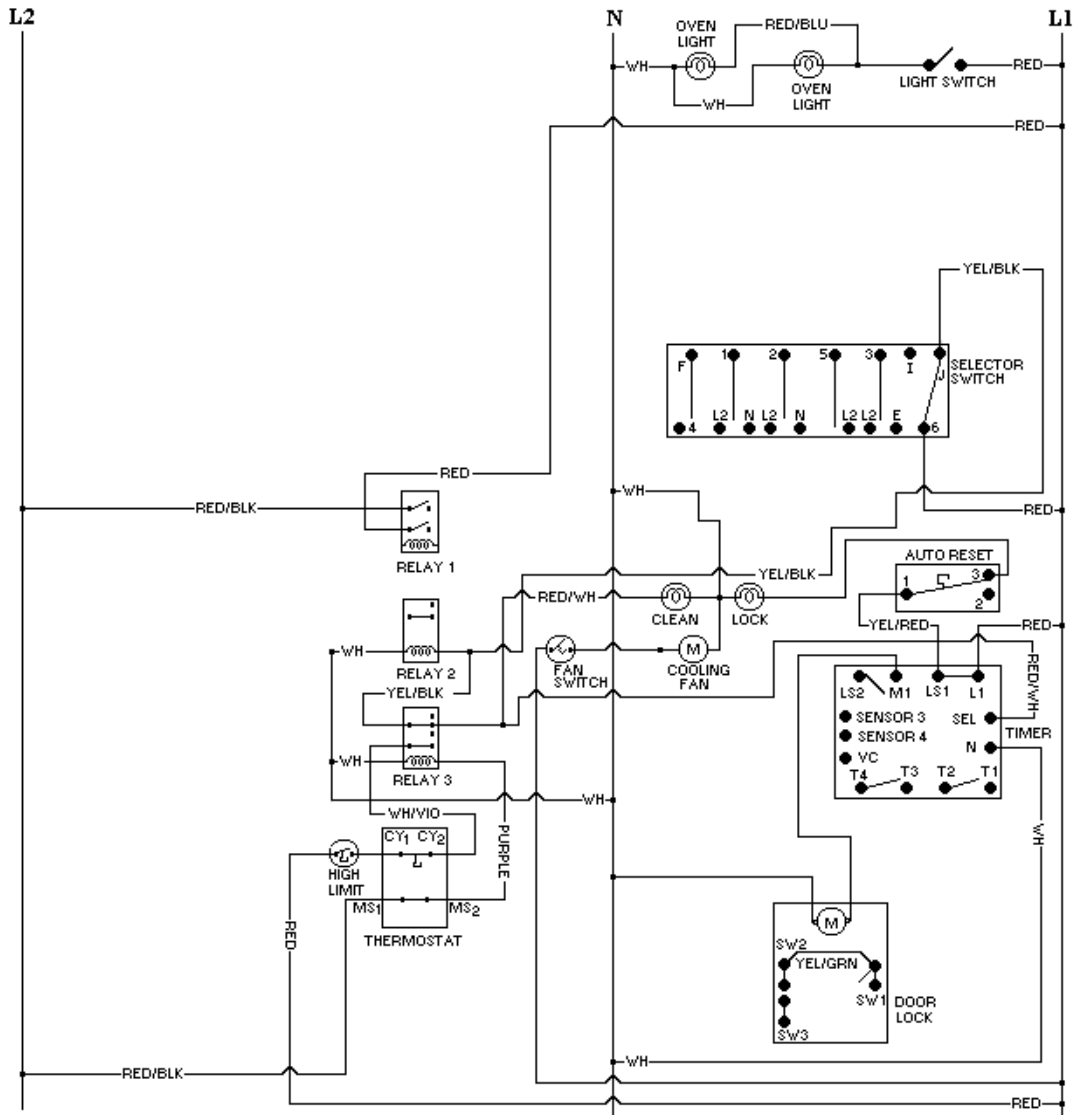 L2
N
L1
OVEN
LIGHT
RED/BLU
WH
RED
OVEN
LIGHT
LIGHT SWITCH
WH
RED
YEL/BLK
F
1
2
5
3
I
J
SELECTOR
SWITCH
4
L2
N
L2
N
L2
L2
E
6
RED
WH
RED/BLK
RED
RELAY 1
AUTO RESET
YEL/BLK
1
3
2
RED/WH
CLEAN
LOCK
YEL/RED
RED
WH
RELAY 2
M
FAN
SWITCH
COOLING
FAN
RED/WH
YEL/BLK
LS2
M1
LS1
L1
SENSOR 3
SEL
SENSOR 4
TIMER
N
VC
WH
RELAY 3
T4
T3
T2
T1
WH
WH/VIO
PURPLE
WH
CY1
CY2
HIGH
LIMIT
MS1
MS2
RED
THERMOSTAT
M
SW2
YEL/GRN
SW1
DOOR
LOCK
SW3
WH
RED/BLK
RED